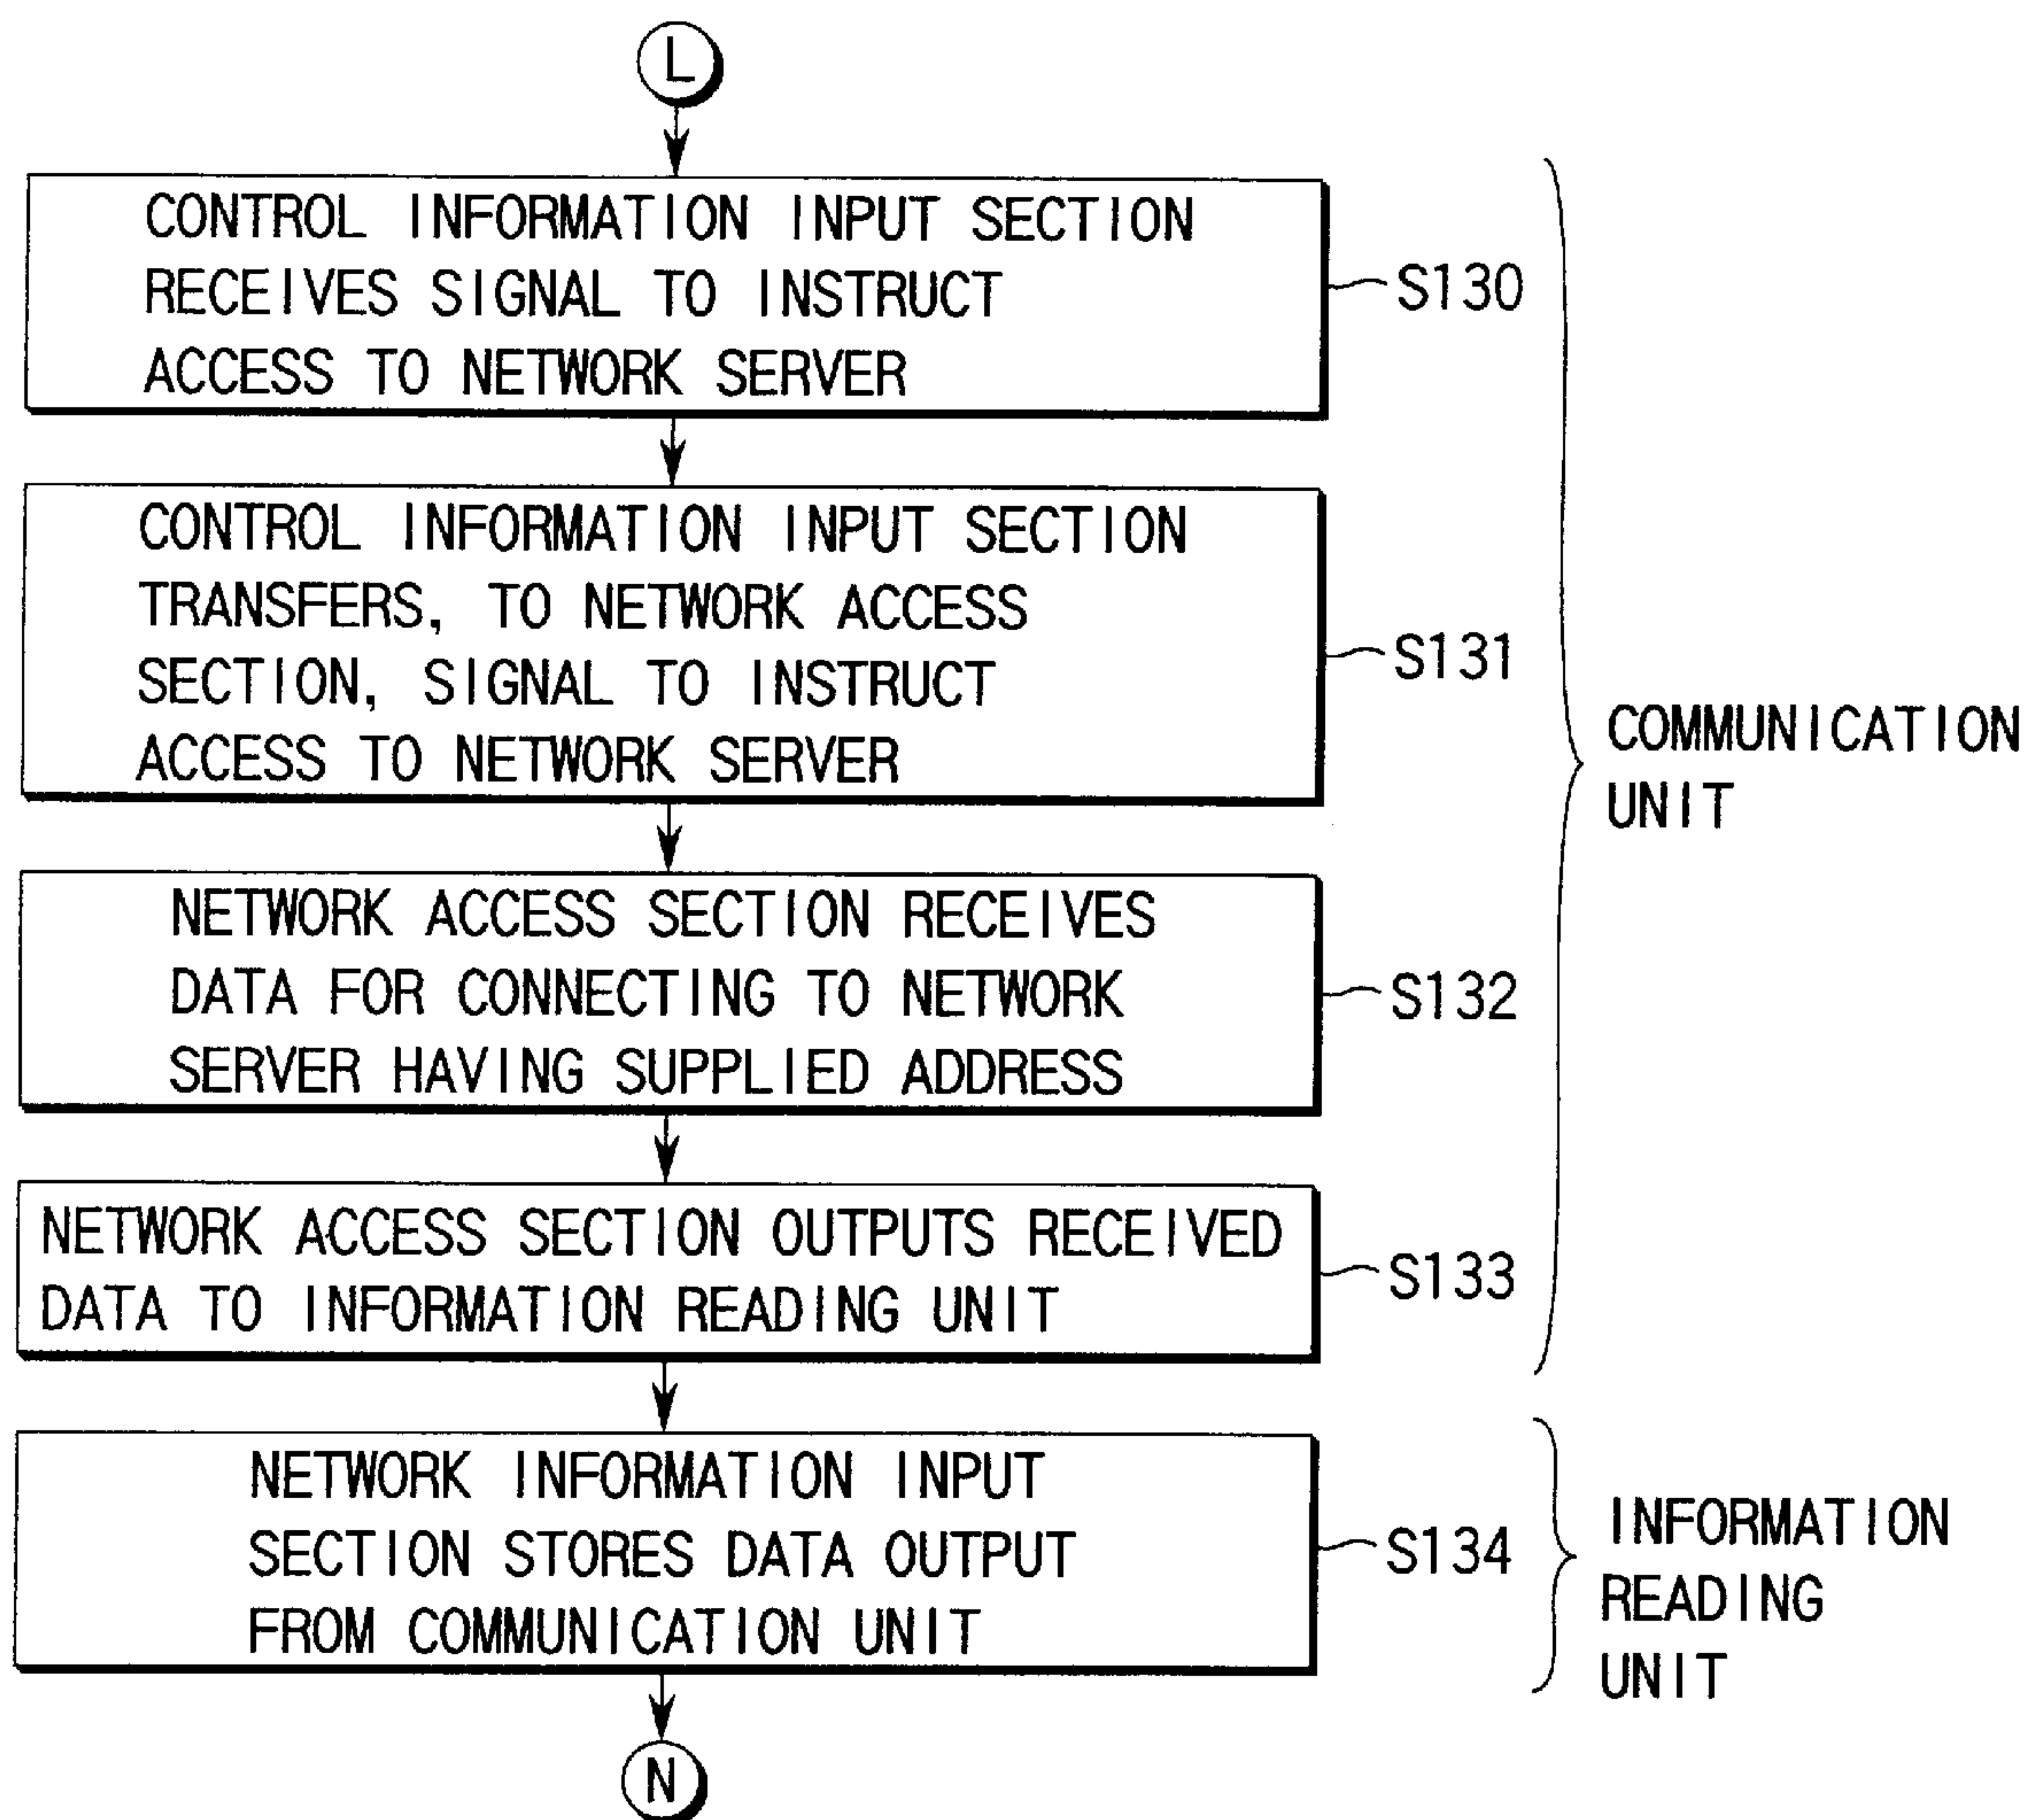 L
CONTROL INFORMATION INPUT SECTION
RECEIVES SIGNAL TO INSTRUCT
ACCESS TO NETWORK SERVER
S130
CONTROL INFORMATION INPUT SECTION
TRANSFERS, TO NETWORK ACCESS
SECTION, SIGNAL TO INSTRUCT
ACCESS TO NETWORK SERVER
S131
COMMUNICATION
UNIT
NETWORK ACCESS SECTION RECEIVES
DATA FOR CONNECTING TO NETWORK
SERVER HAVING SUPPLIED ADDRESS
S132
NETWORK ACCESS SECTION OUTPUTS RECEIVED
DATA TO INFORMATION READING UNIT
S133
NETWORK INFORMATION INPUT
SECTION STORES DATA OUTPUT
FROM COMMUNICATION UNIT
S134
INFORMATION
READING
UNIT
N